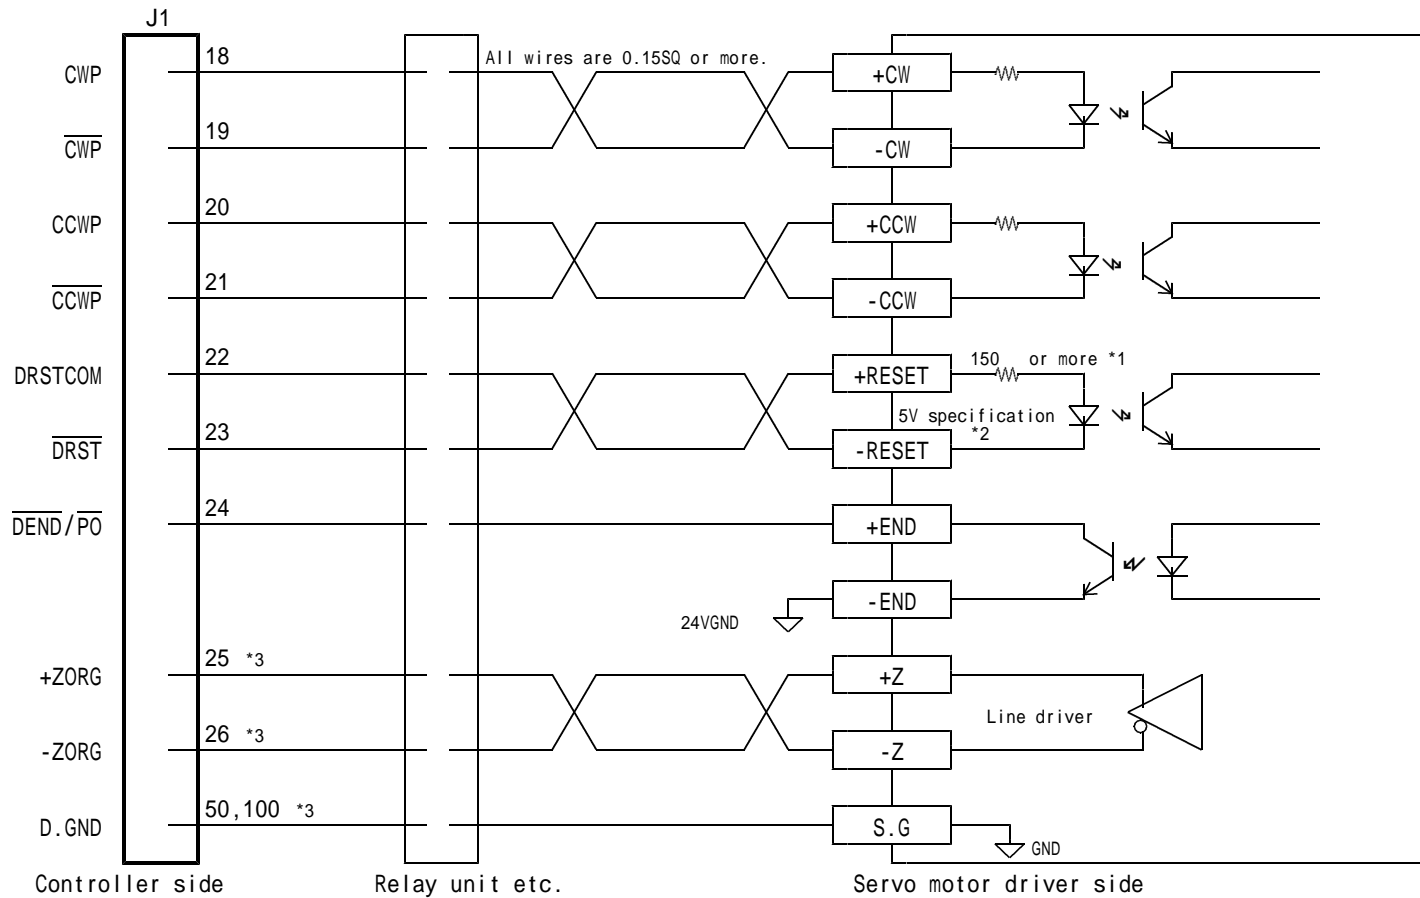 J1
18
All wires are 0.15SQ or more.
CWP
+CW
19
CWP
-CW
20
CCWP
+CCW
21
CCWP
-CCW
22
150 or more *1
DRSTCOM
+RESET
5V specification
*2
23
DRST
-RESET
24
DEND/PO
+END
-END
24VGND
25 *3
+ZORG
+Z
Line driver
26 *3
-ZORG
-Z
50,100 *3
D.GND
S.G
GND
Controller side
Relay unit etc.
Servo motor driver side